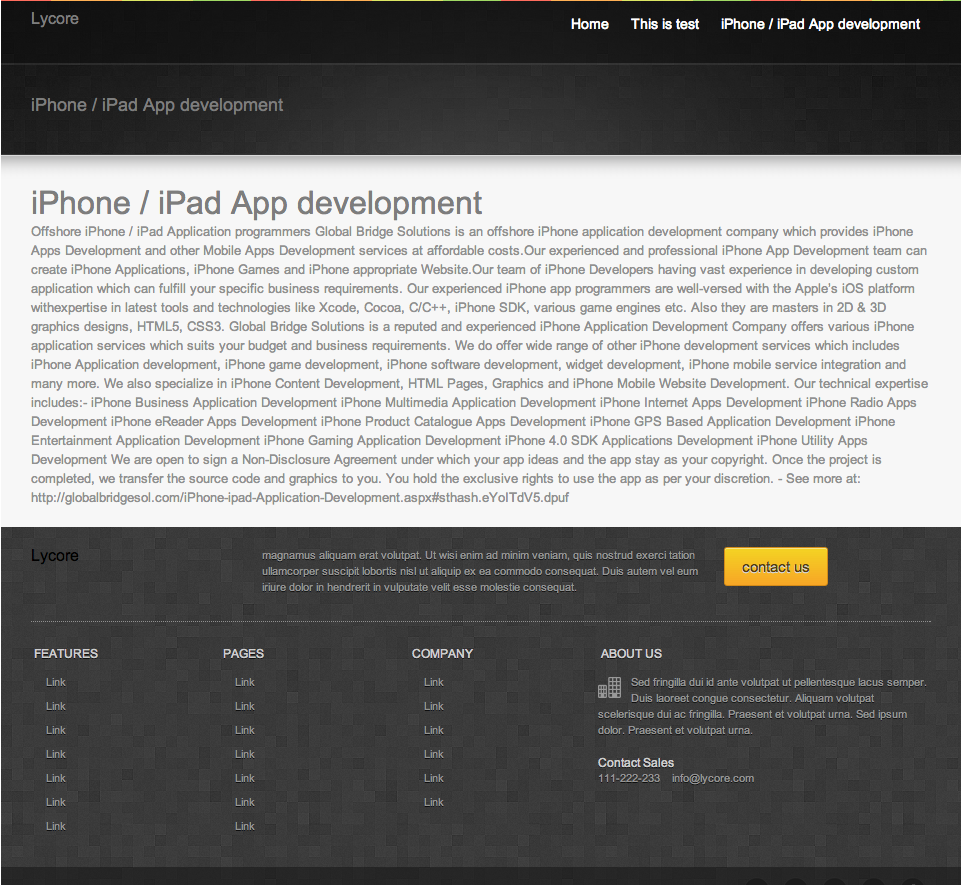 Lycore
Home This is test iPhone / iPad App development
iPhone / iPad App development
iPhone / iPad App development
Offshore iPhone / iPad Application programmers Global Bridge Solutions is an offshore iPhone application development company which provides iPhone
Apps Development and other Mobile Apps Development services at affordable costs.Our experienced and professional iPhone App Development team can
create iPhone Applications, iPhone Games and iPhone appropriate Website.Our team of iPhone Developers having vast experience in developing custom
application which can fulfill your specific business requirements. Our experienced iPhone app programmers are well-versed with the Apple's iOS platform
withexpertise in latest tools and technologies like Xcode, Cocoa, C/C++, iPhone SDK, various game engines etc. Also they are masters in 2D & 3D
graphics designs, HTML5, CSS3. Global Bridge Solutions is a reputed and experienced iPhone Application Development Company offers various iPhone
application services which suits your budget and business requirements. We do offer wide range of other iPhone development services which includes
iPhone Application development, iPhone game development, iPhone software development, widget development, iPhone mobile service integration and
many more. We also specialize in iPhone Content Development, HTML Pages, Graphics and iPhone Mobile Website Development. Our technical expertise
includes:- iPhone Business Application Development iPhone Multimedia Application Development iPhone Internet Apps Development iPhone Radio Apps
Development iPhone eReader Apps Development iPhone Product Catalogue Apps Development iPhone GPS Based Application Development iPhone
Entertainment Application Development iPhone Gaming Application Development iPhone 4.0 SDK Applications Development iPhone Utility Apps
Development We are open to sign a Non-Disclosure Agreement under which your app ideas and the app stay as your copyright. Once the project is
completed, we transfer the source code and graphics to you. You hold the exclusive rights to use the app as per your discretion. - See more at:
http://globalbridgesol.com/iPhone-ipad-Application-Development.aspx#sthash.eYoITdV5.dpuf
Lycore
magnamus aliquam erat volutpat. Ut wisi enim ad minim veniam, quis nostrud exerci tation
ullamcorper suscipit lobortis nisl ut aliquip ex ea commodo consequat. Duis autem vel eum
iriure dolor in hendrerit in vulputate velit esse molestie consequat.
contact us
FEATURES
Link
Link
Link
Link
Link
Link
Link
PAGES
Link
Link
Link
Link
Link
Link
Link
COMPANY
Link
Link
Link
Link
Link
Link
ABOUT US
Sed fringilla dui id ante volutpat ut pellentesque lacus semper.
Duis laoreet congue consectetur. Aliquam volutpat
scelerisque dui ac fringilla. Praesent et volutpat urna. Sed ipsum
dolor. Praesent et volutpat urna.
Contact Sales
111-222-233 info@lycore.com